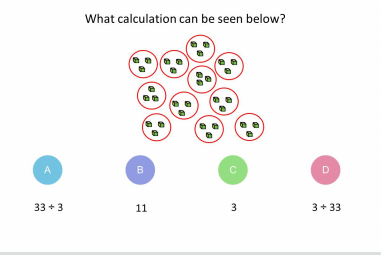 What calculation can be seen below?
A B C D
33 ÷ 3 11 3 3 ÷ 33